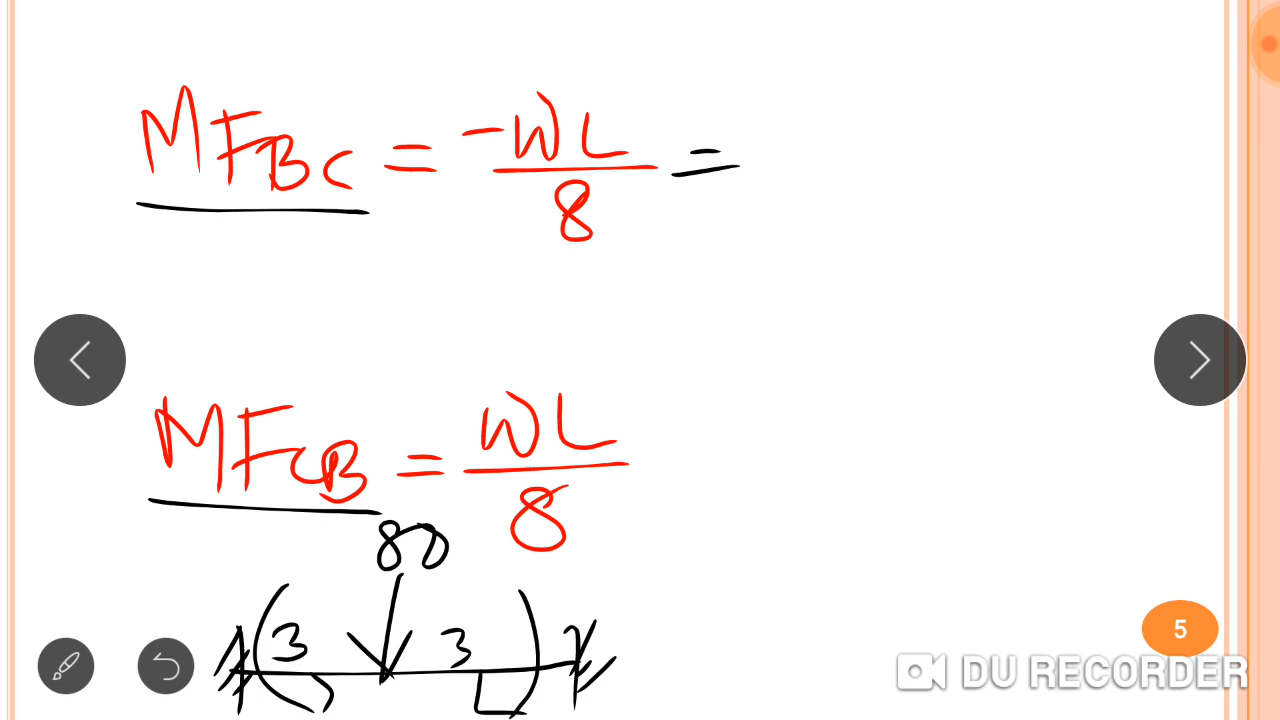 MFBC = -WL/8 =
MFCB = WL/8
80
3 3
5
DU RECORDER